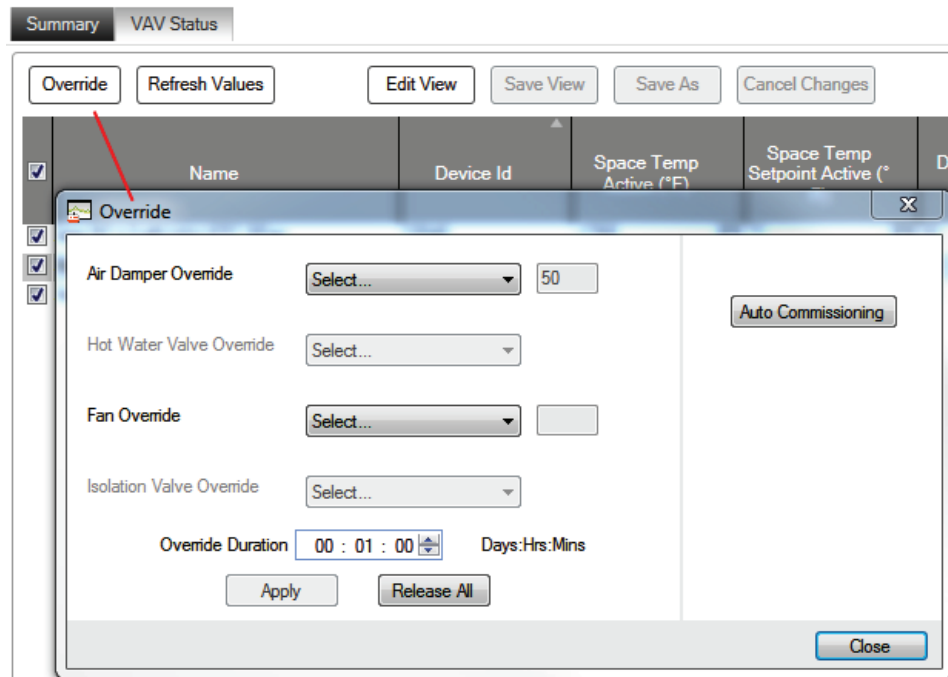 Summary VAV Status
Override Refresh Values Edit View Save View Save As Cancel Changes
Name Device Id Space Temp Active (°F) Space Temp Setpoint Active (° D
Override
Air Damper Override Select... 50
Hot Water Valve Override Select...
Fan Override Select...
Isolation Valve Override Select...
Override Duration 00 : 01 : 00 Days:Hrs:Mins
Apply Release All
Auto Commissioning
Close